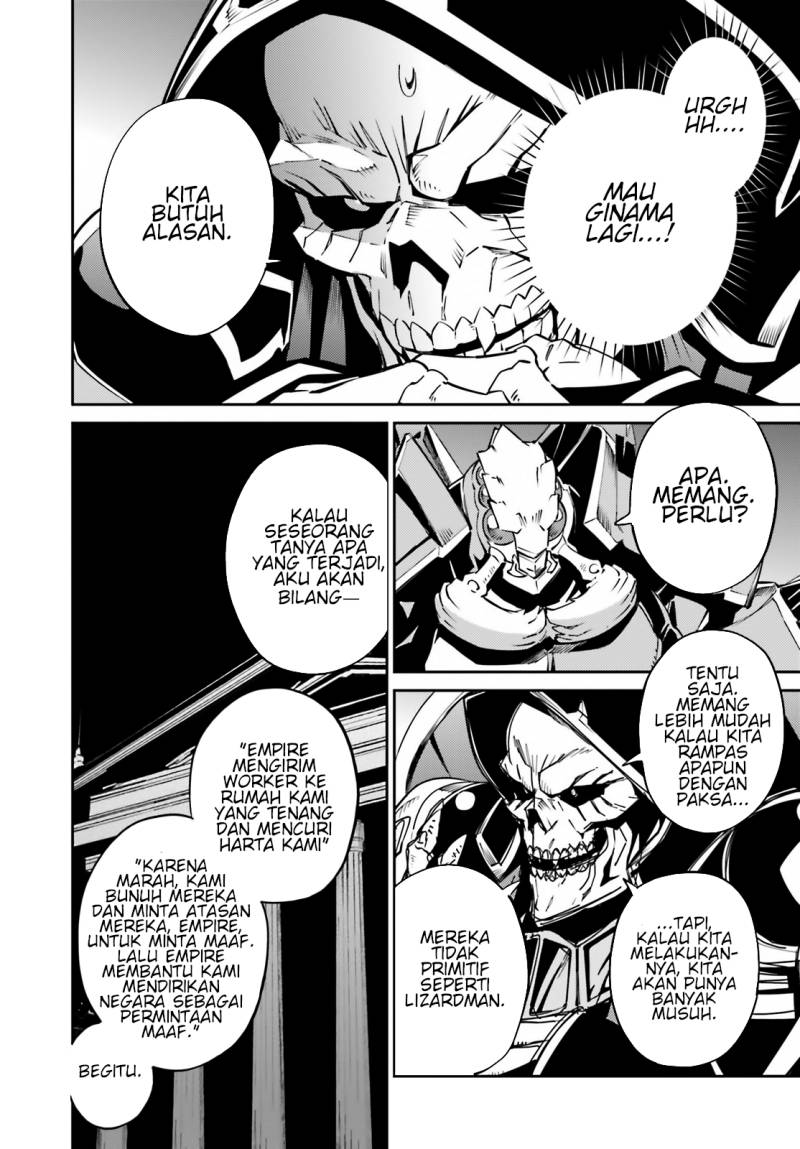 URGH
HH....
MAU
GINAMA
LAGI...!
KITA
BUTUH
ALASAN.
APA.
MEMANG.
PERLU?
TENTU
SAJA.
MEMANG
LEBIH MUDAH
KALAU KITA
RAMPAS
APAPUN
DENGAN
PAKSA...
...TAPI,
KALAU KITA
MELAKUKAN-
NYA, KITA
AKAN PUNYA
BANYAK
MUSUH.
MEREKA
TIDAK
PRIMITIF
SEPERTI
LIZARDMAN.
KALAU
SESEORANG
TANYA APA
YANG TERJADI,
AKU AKAN
BILANG—
"EMPIRE
MENGIRIM
WORKER KE
RUMAH KAMI
YANG TENANG
DAN MENCURI
HARTA KAMI"
"KARENA
MARAH, KAMI
BUNUH MEREKA
DAN MINTA ATASAN
MEREKA, EMPIRE,
UNTUK MINTA MAAF.
LALU EMPIRE
MEMBANTU KAMI
MENDIRIKAN
NEGARA SEBAGAI
PERMINTAAN
MAAF."
BEGITU.